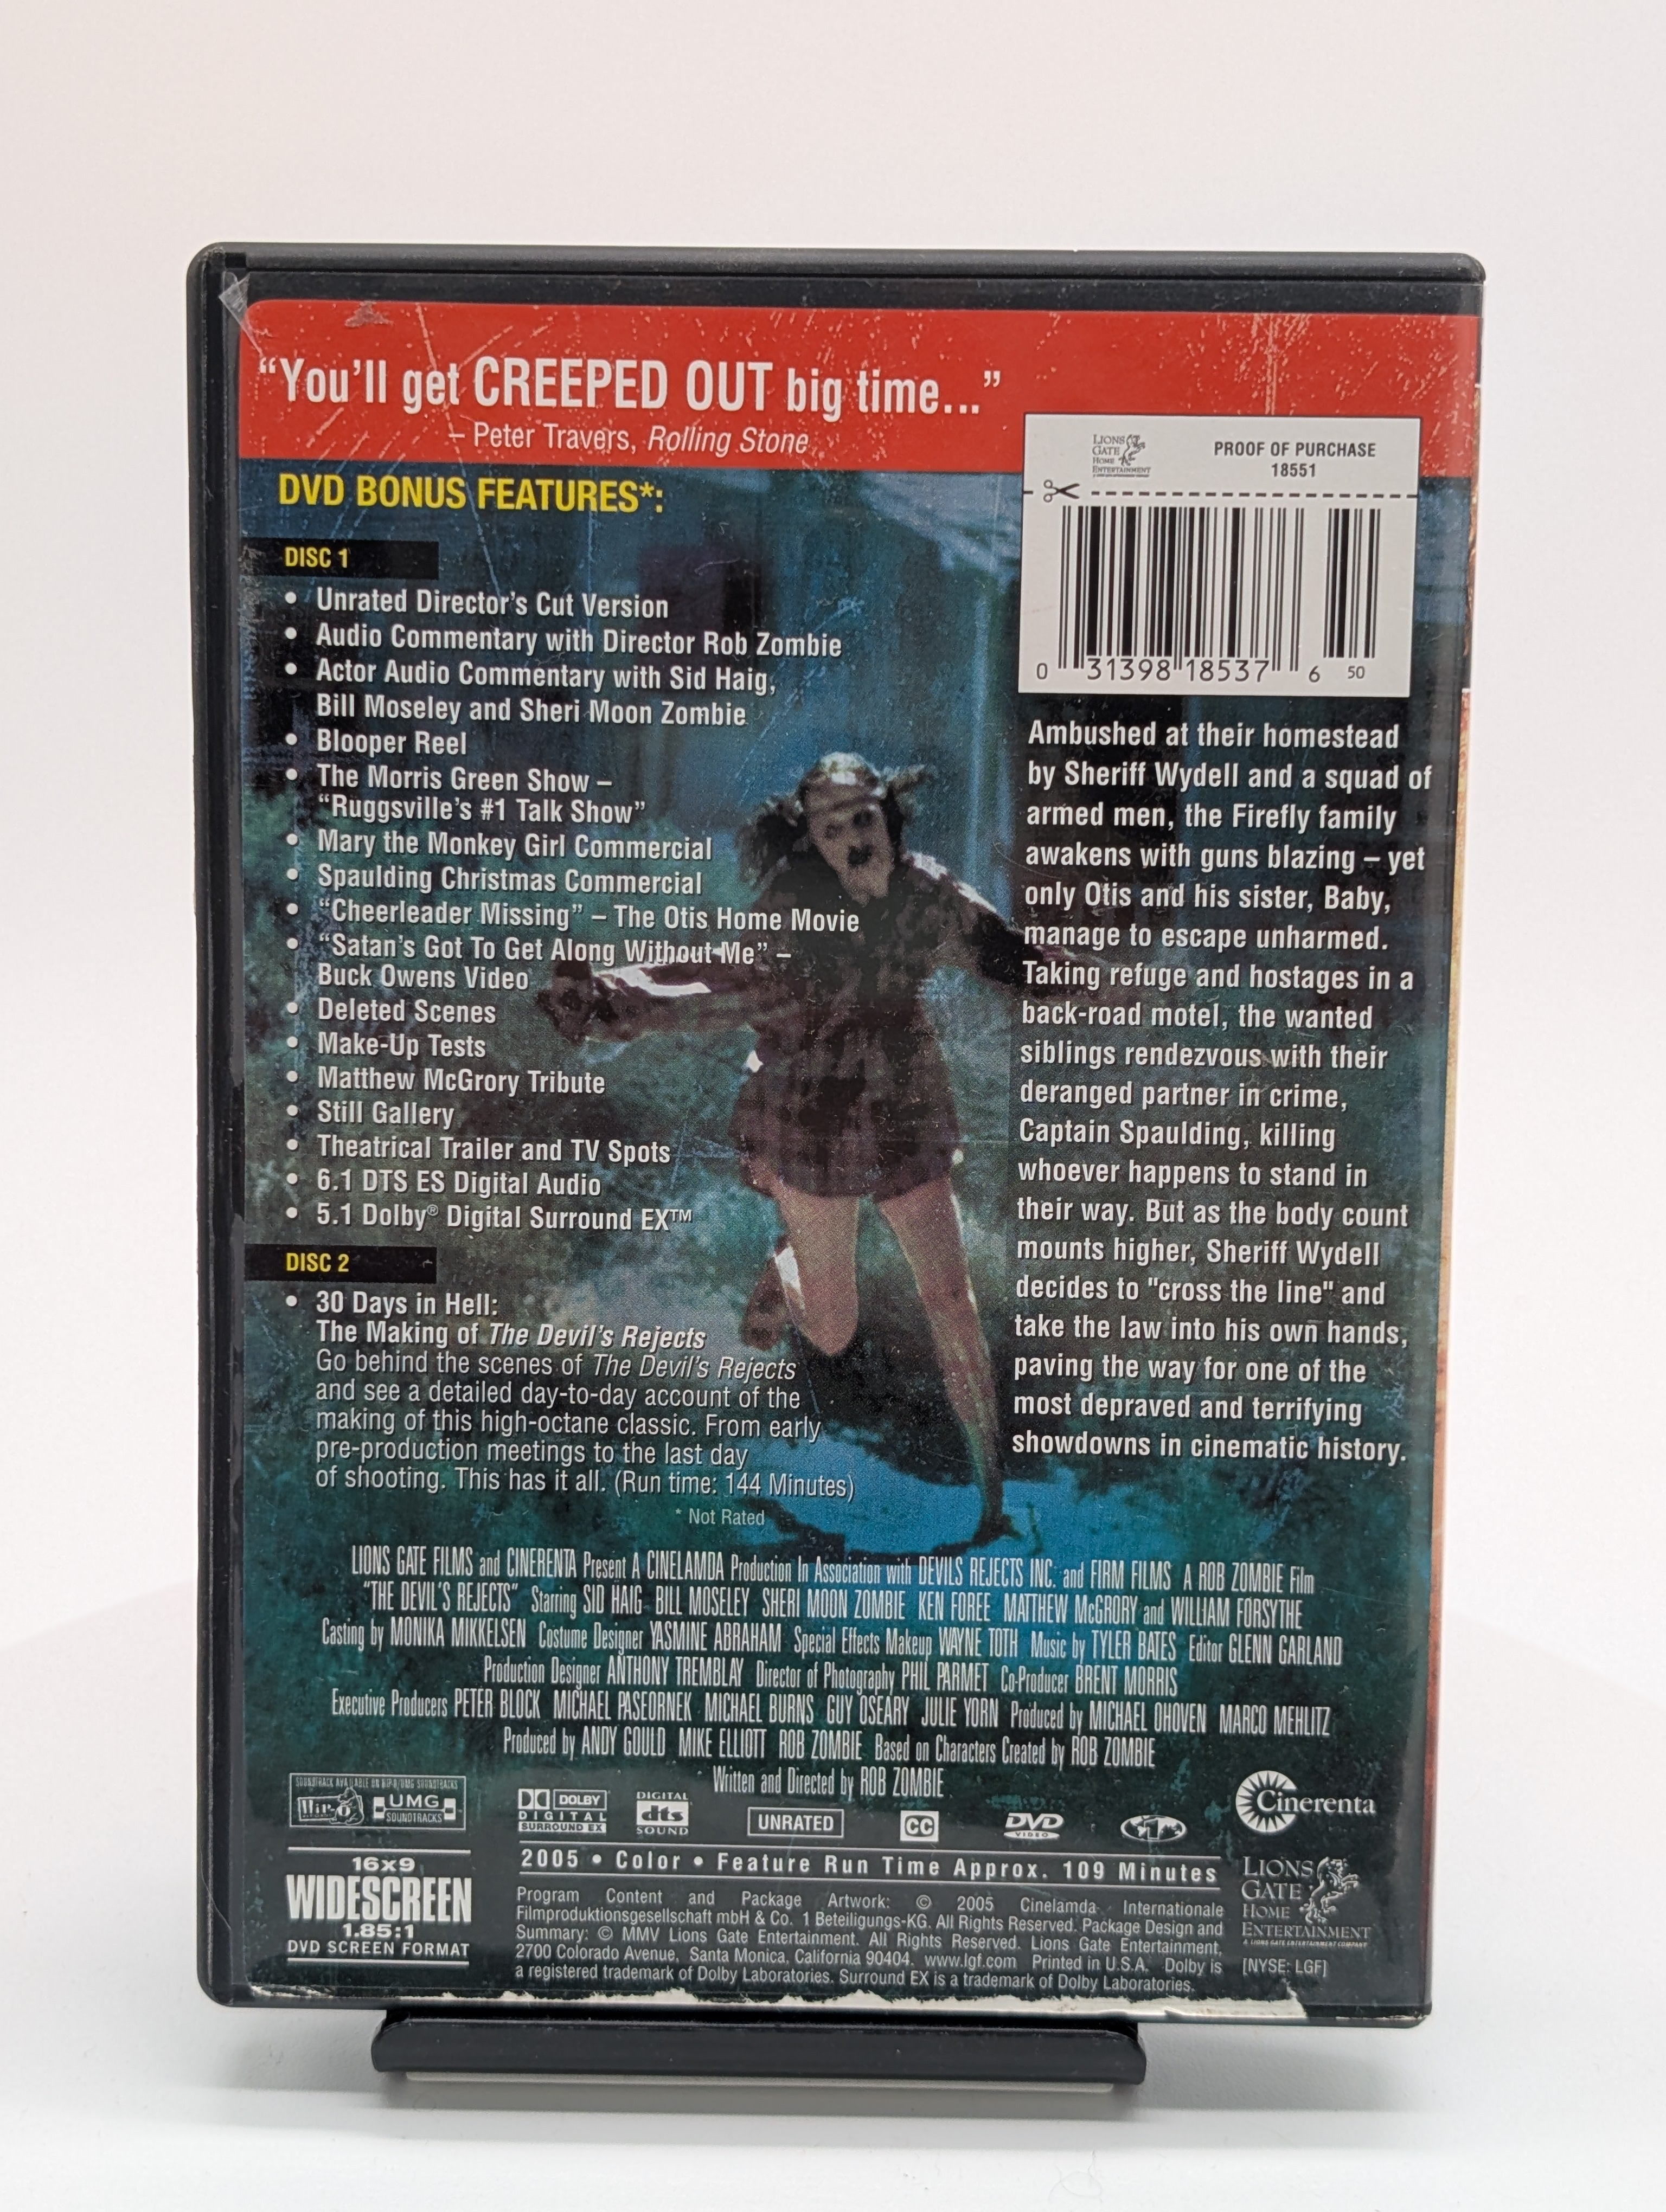 “You’ll get CREEPED OUT big time...”
– Peter Travers, Rolling Stone
LIONS
GATE
HOME
ENTERTAINMENT
PROOF OF PURCHASE
18551
0 31398 18537 6 50
DVD BONUS FEATURES*:
DISC 1
• Unrated Director’s Cut Version
• Audio Commentary with Director Rob Zombie
• Actor Audio Commentary with Sid Haig,
Bill Moseley and Sheri Moon Zombie
• Blooper Reel
• The Morris Green Show –
“Ruggsville’s #1 Talk Show”
• Mary the Monkey Girl Commercial
• Spaulding Christmas Commercial
• “Cheerleader Missing” – The Otis Home Movie
• “Satan’s Got To Get Along Without Me” –
Buck Owens Video
• Deleted Scenes
• Make-Up Tests
• Matthew McGrory Tribute
• Still Gallery
• Theatrical Trailer and TV Spots
• 6.1 DTS ES Digital Audio
• 5.1 Dolby® Digital Surround EX™
DISC 2
• 30 Days in Hell:
The Making of The Devil’s Rejects
Go behind the scenes of The Devil’s Rejects
and see a detailed day-to-day account of the
making of this high-octane classic. From early
pre-production meetings to the last day
of shooting. This has it all. (Run time: 144 Minutes)
* Not Rated
Ambushed at their homestead
by Sheriff Wydell and a squad of
armed men, the Firefly family
awakens with guns blazing – yet
only Otis and his sister, Baby,
manage to escape unharmed.
Taking refuge and hostages in a
back-road motel, the wanted
siblings rendezvous with their
deranged partner in crime,
Captain Spaulding, killing
whoever happens to stand in
their way. But as the body count
mounts higher, Sheriff Wydell
decides to "cross the line" and
take the law into his own hands,
paving the way for one of the
most depraved and terrifying
showdowns in cinematic history.
LIONS GATE FILMS and CINERENTA Present A CINELAMDA Production In Association with DEVILS REJECTS INC. and FIRM FILMS A ROB ZOMBIE Film
“THE DEVIL’S REJECTS” Starring SID HAIG BILL MOSELEY SHERI MOON ZOMBIE KEN FOREE MATTHEW McGRORY and WILLIAM FORSYTHE
Casting by MONIKA MIKKELSEN Costume Designer YASMINE ABRAHAM Special Effects Makeup WAYNE TOTH Music by TYLER BATES Editor GLENN GARLAND
Production Designer ANTHONY TREMBLAY Director of Photography PHIL PARMET Co-Producer BRENT MORRIS
Executive Producers PETER BLOCK MICHAEL PASEORNEK MICHAEL BURNS GUY OSEARY JULIE YORN Produced by MICHAEL OHOVEN MARCO MEHLITZ
Produced by ANDY GOULD MIKE ELLIOTT ROB ZOMBIE Based on Characters Created by ROB ZOMBIE
Written and Directed by ROB ZOMBIE
SOUNDTRACK AVAILABLE ON HIP-O/UMG SOUNDTRACKS
Hip-O
UMG
SOUNDTRACKS
DOLBY
DIGITAL
SURROUND EX
DIGITAL
dts
SOUND
UNRATED
CC
DVD
VIDEO
1
Cinerenta
16x9
WIDESCREEN
1.85:1
DVD SCREEN FORMAT
2005 • Color • Feature Run Time Approx. 109 Minutes
Program Content and Package Artwork: © 2005 Cinelamda Internationale
Filmproduktionsgesellschaft mbH & Co. 1 Beteiligungs-KG. All Rights Reserved. Package Design and
Summary: © MMV Lions Gate Entertainment. All Rights Reserved. Lions Gate Entertainment,
2700 Colorado Avenue, Santa Monica, California 90404. www.lgf.com Printed in U.S.A. Dolby is
a registered trademark of Dolby Laboratories. Surround EX is a trademark of Dolby Laboratories.
LIONS
GATE
HOME
ENTERTAINMENT
A LIONS GATE ENTERTAINMENT COMPANY
[NYSE: LGF]